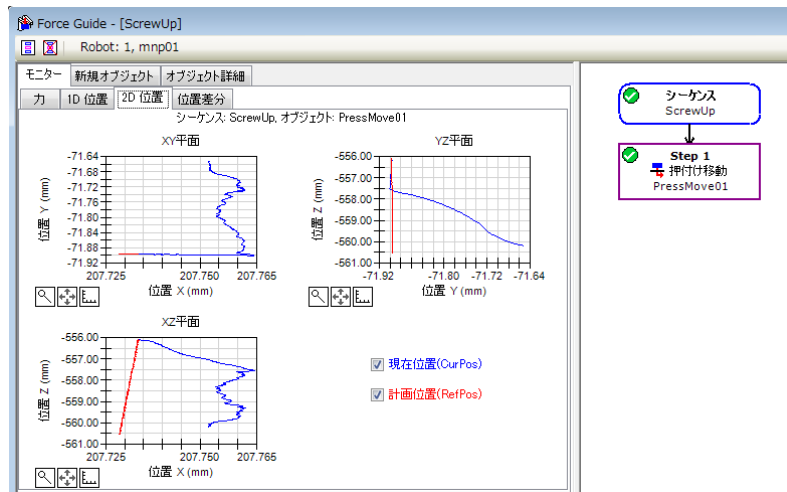 Force Guide - [ScrewUp]
Robot: 1, mnp01
モニター 新規オブジェクト オブジェクト詳細
力 1D 位置 2D 位置 位置差分
シーケンス: ScrewUp, オブジェクト: PressMove01
XY平面
-71.64
-71.68
-71.72
-71.76
-71.80
-71.84
-71.88
-71.92
位置 Y (mm)
207.725 207.750 207.765
位置 X (mm)
YZ平面
-556.00
-557.00
-558.00
-559.00
-560.00
-561.00
位置 Z (mm)
-71.92 -71.80 -71.72 -71.64
位置 Y (mm)
XZ平面
-556.00
-557.00
-558.00
-559.00
-560.00
-561.00
位置 Z (mm)
207.725 207.750 207.765
位置 X (mm)
現在位置(CurPos)
計画位置(RefPos)
シーケンス
ScrewUp
Step 1
押付け移動
PressMove01